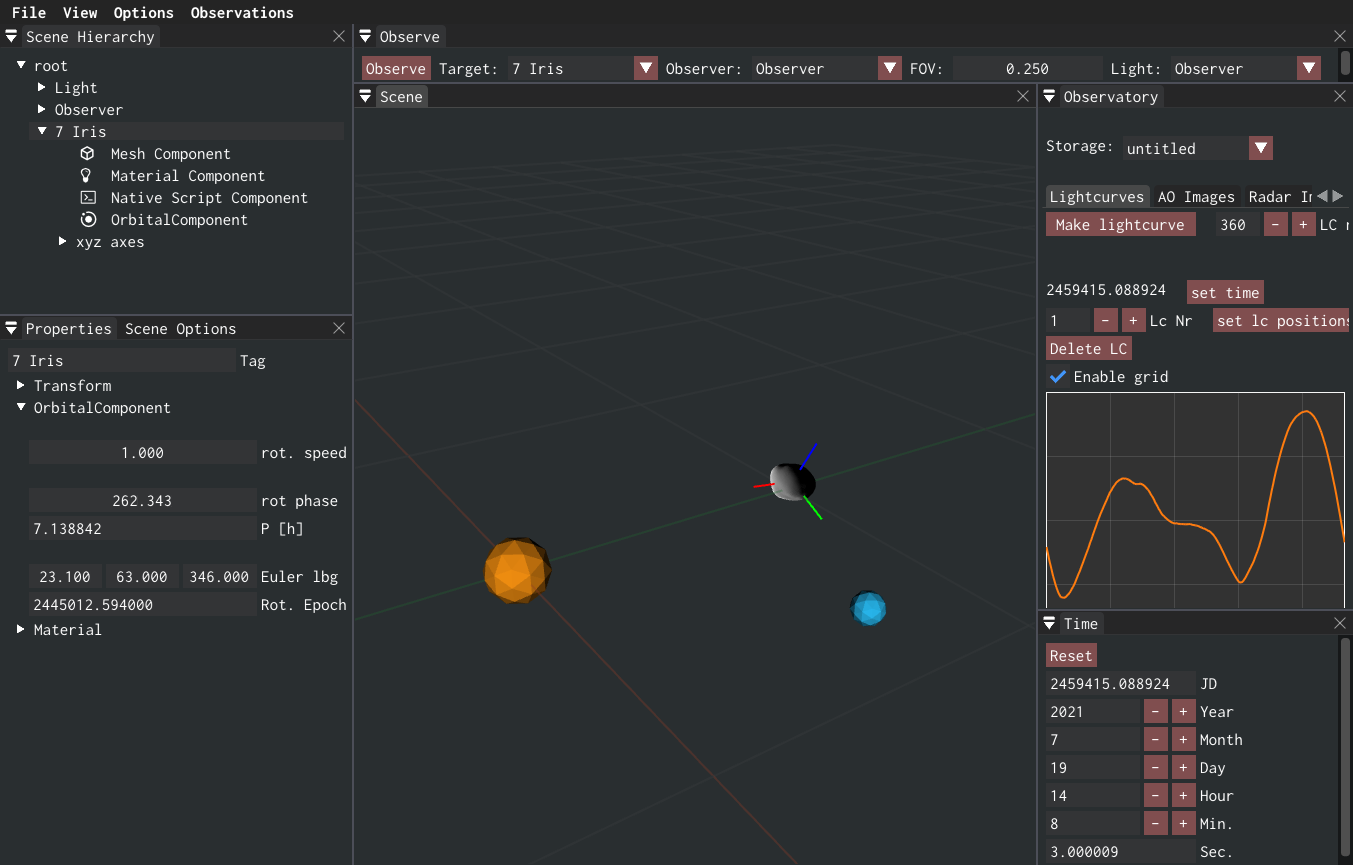 File View Options Observations
Scene Hierarchy
root
Light
Observer
7 Iris
Mesh Component
Material Component
Native Script Component
OrbitalComponent
xyz axes
Properties Scene Options
7 Iris Tag
Transform
OrbitalComponent
1.000 rot. speed
262.343 rot phase
7.138842 P [h]
23.100 63.000 346.000 Euler lbg
2445012.594000 Rot. Epoch
Material
Observe
Observe Target: 7 Iris Observer: Observer FOV: 0.250 Light: Observer
Scene
Observatory
Storage: untitled
Lightcurves AO Images Radar
Make lightcurve 360 - + LC
2459415.088924 set time
1 - + Lc Nr set lc positions
Delete LC
Enable grid
Time
Reset
2459415.088924 JD
2021 - + Year
7 - + Month
19 - + Day
14 - + Hour
8 - + Min.
3.000009 Sec.